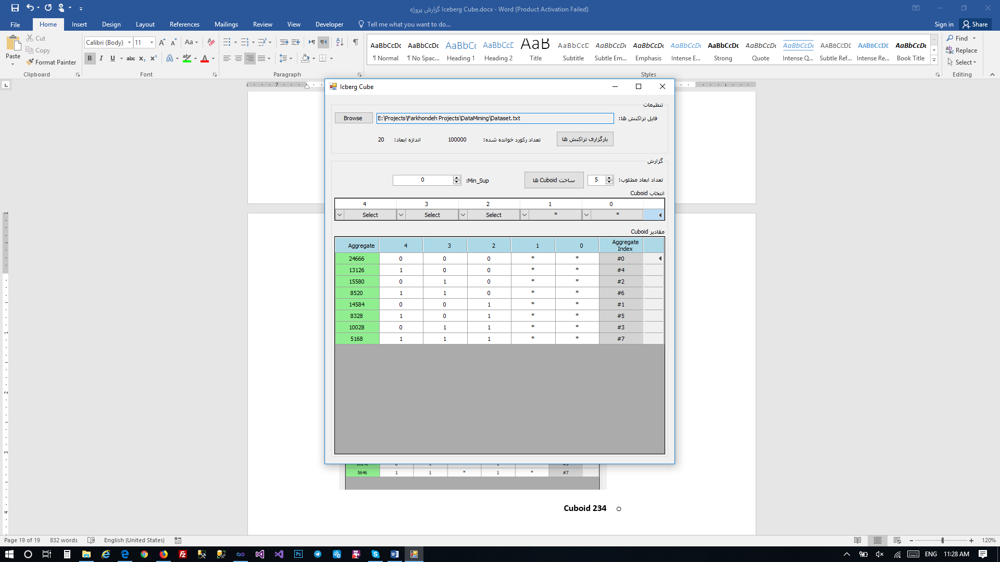 گزارش پروژه Iceberg Cube.docx - Word (Product Activation Failed)
File Home Insert Design Layout References Mailings Review View Developer Tell me what you want to do... Sign in Share
Paste Cut Copy Format Painter
Calibri (Body) 11
AaBbCcDc AaBbCcDc AaBbCc AaBbCcD AaB AaBbCcD AaBbCcDc AaBbCcDc AaBbCcDc AaBbCcDc AaBbCcDc AaBbCcDc AaBbCcDd AaBbCcDd AaBbCcDc
¶ Normal ¶ No Spac... Heading 1 Heading 2 Title Subtitle Subtle Em... Emphasis Intense E... Strong Quote Intense Q... Subtle Ref... Intense Re... Book Title
Find Replace Select
Clipboard Font Paragraph Styles Editing
Icberg Cube
تنظیمات
فایل تراکنش ها: E:\Projects\Farkhondeh Projects\DataMining\Dataset.txt Browse
بارگزاری تراکنش ها تعداد رکورد خوانده شده: 100000 اندازه ابعاد: 20
گزارش
تعداد ابعاد مطلوب: 5 ساخت Cuboid ها Min_Sup: 0
انتخاب Cuboid
4 3 2 1 0
Select Select Select * *
مقادیر Cuboid
Aggregate 4 3 2 1 0 Aggregate Index
24666 0 0 0 * * #0
13126 1 0 0 * * #4
15580 0 1 0 * * #2
8520 1 1 0 * * #6
14584 0 0 1 * * #1
8328 1 0 1 * * #5
10028 0 1 1 * * #3
5168 1 1 1 * * #7
5646 1 1 * 1 * #7
Cuboid 234
Page 19 of 19 832 words English (United States) 120%
ENG 11:28 AM